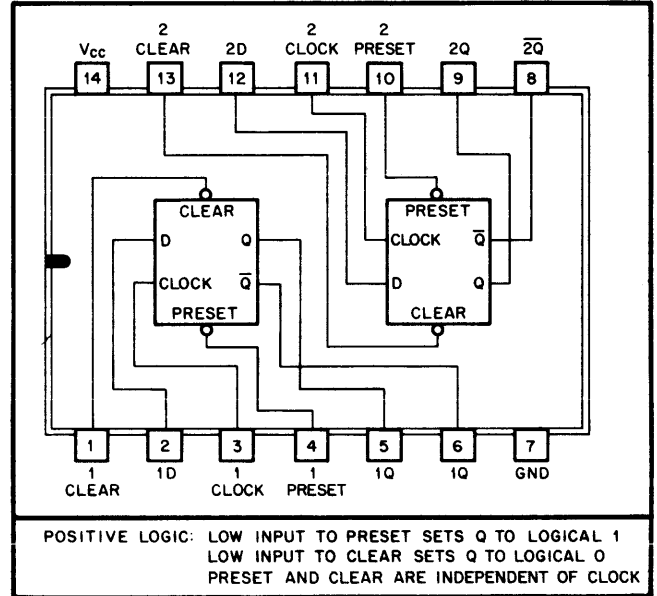 2 2 2
VCC CLEAR 2D CLOCK PRESET 2Q 2Q̅
14 13 12 11 10 9 8
CLEAR PRESET
D Q CLOCK Q̅
CLOCK Q̅ D Q
PRESET CLEAR
1 2 3 4 5 6 7
1 1D 1 1 1Q 1Q GND
CLEAR CLOCK PRESET
POSITIVE LOGIC: LOW INPUT TO PRESET SETS Q TO LOGICAL 1
LOW INPUT TO CLEAR SETS Q TO LOGICAL 0
PRESET AND CLEAR ARE INDEPENDENT OF CLOCK